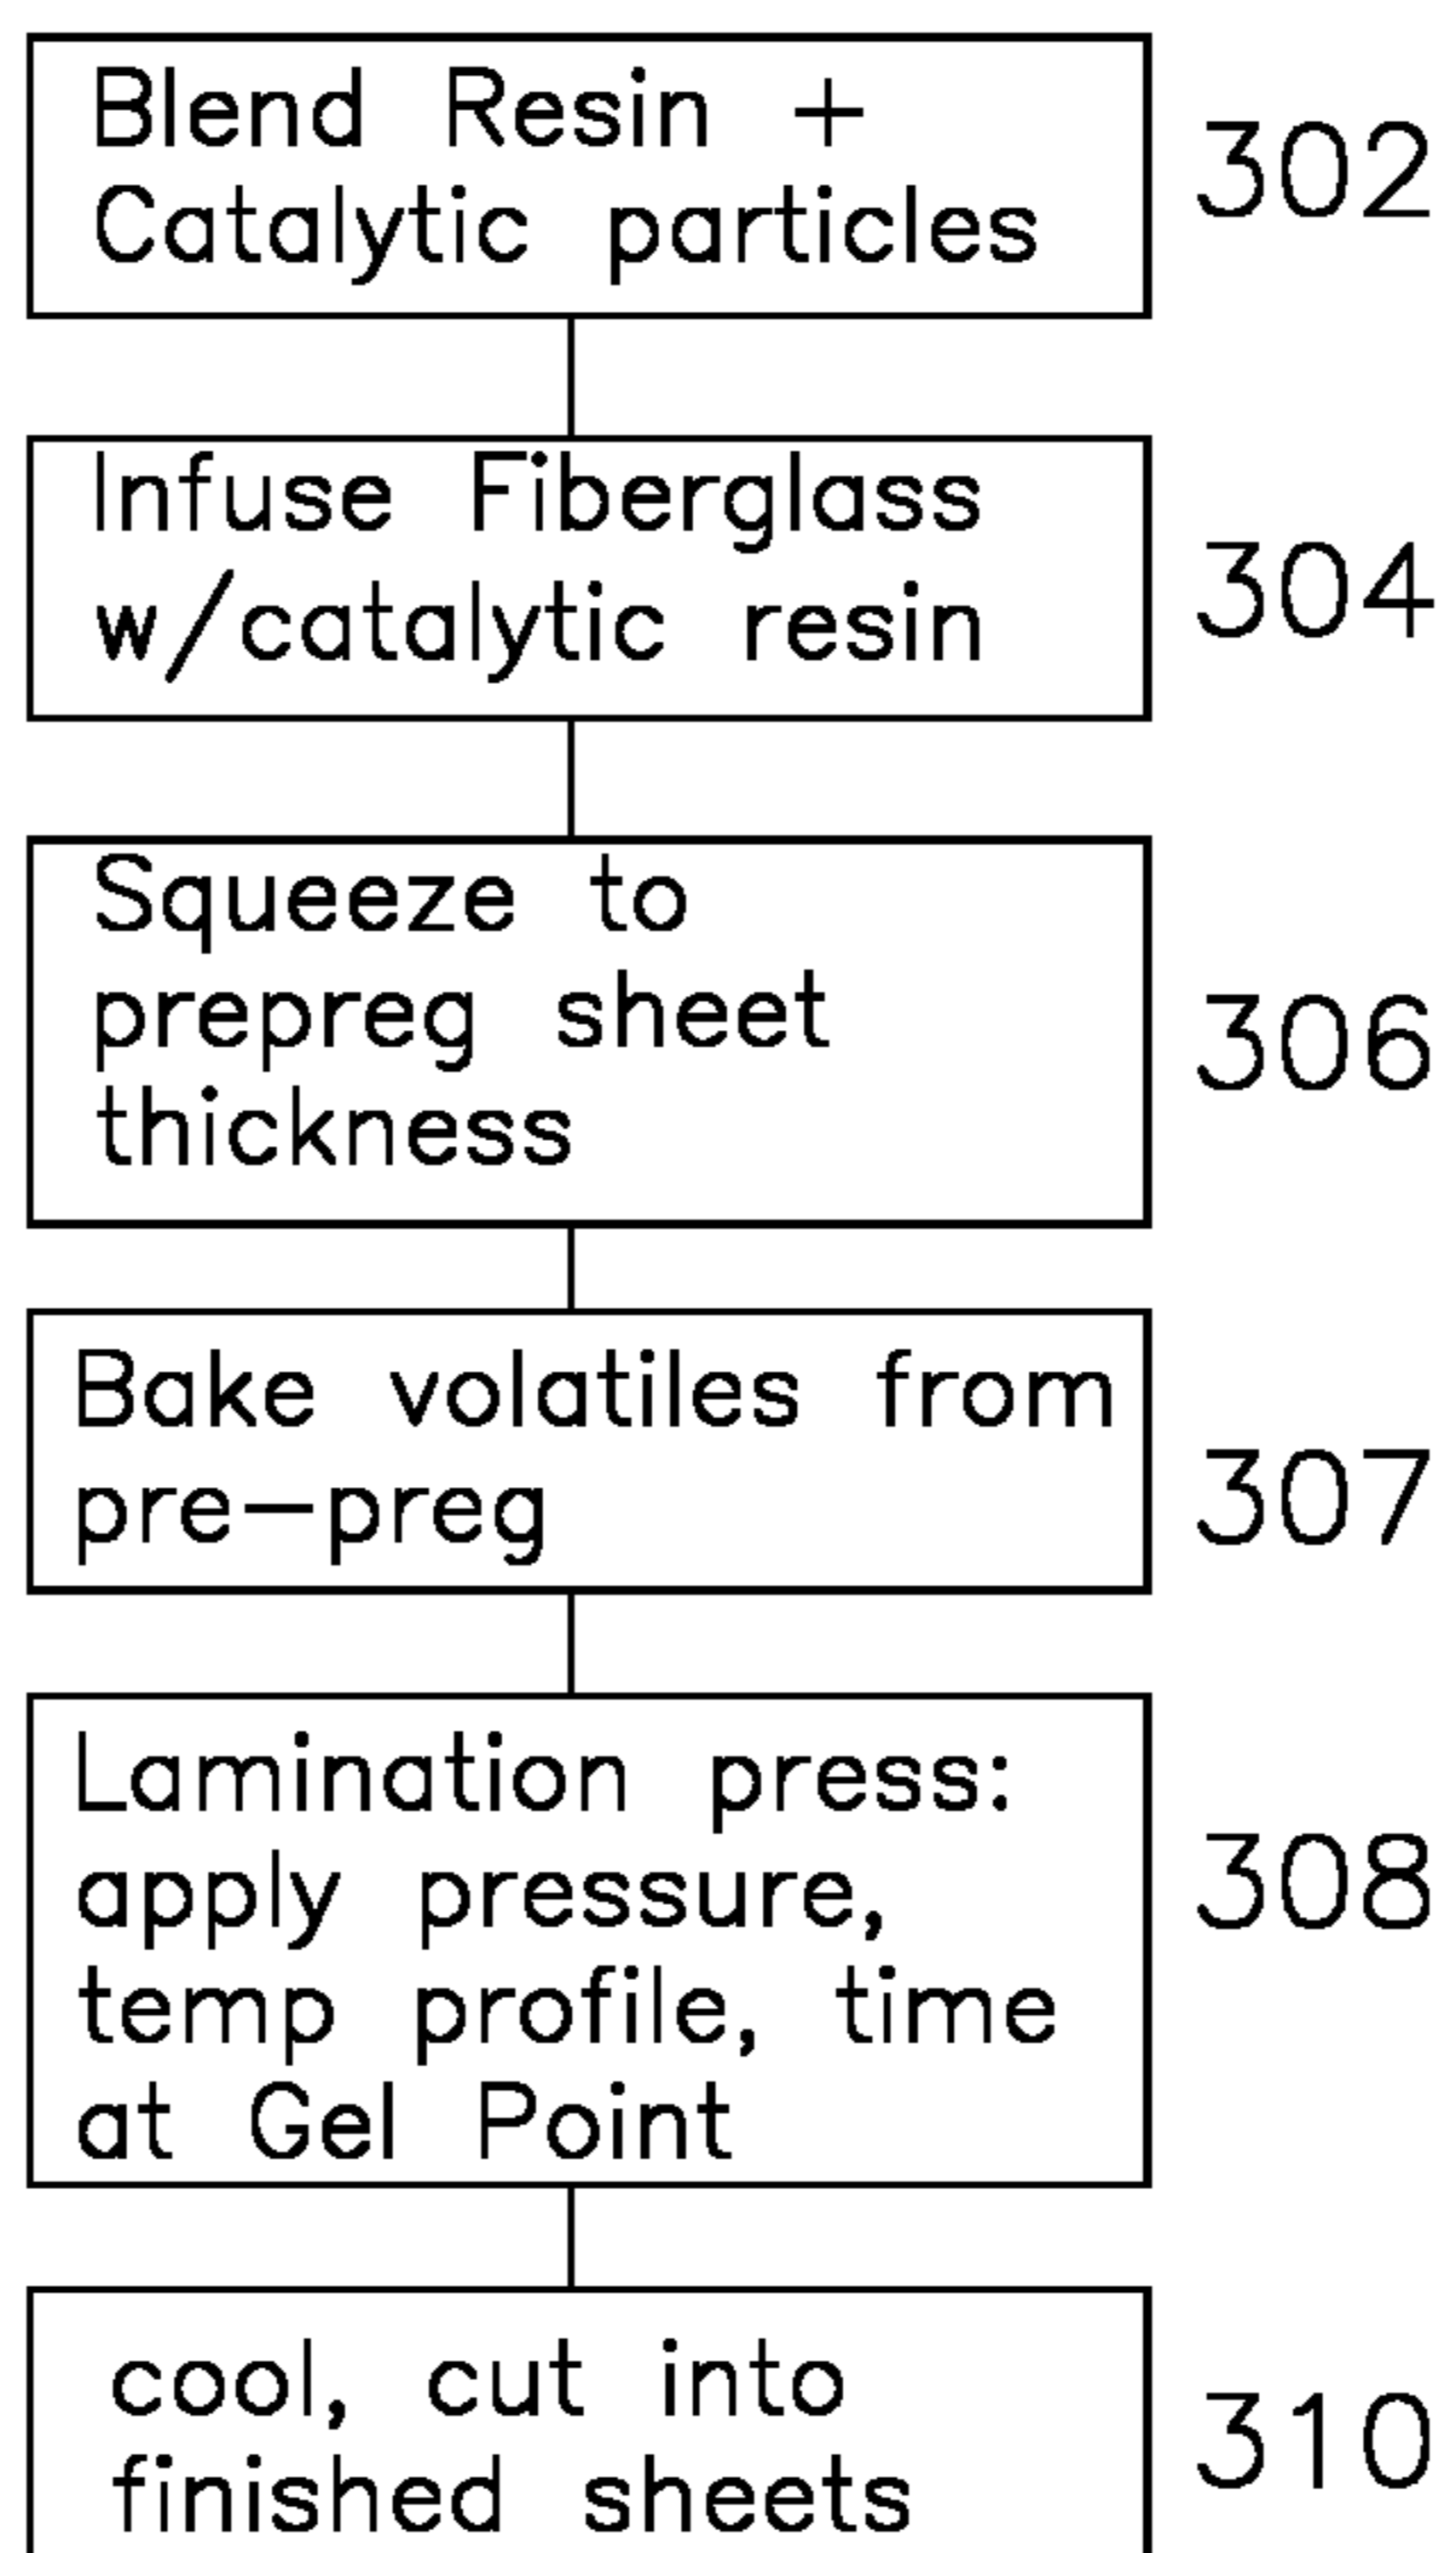 Blend Resin +
Catalytic particles
302
Infuse Fiberglass
w/catalytic resin
304
Squeeze to
prepreg sheet
thickness
306
Bake volatiles from
pre-preg
307
Lamination press:
apply pressure,
temp profile, time
at Gel Point
308
cool, cut into
finished sheets
310